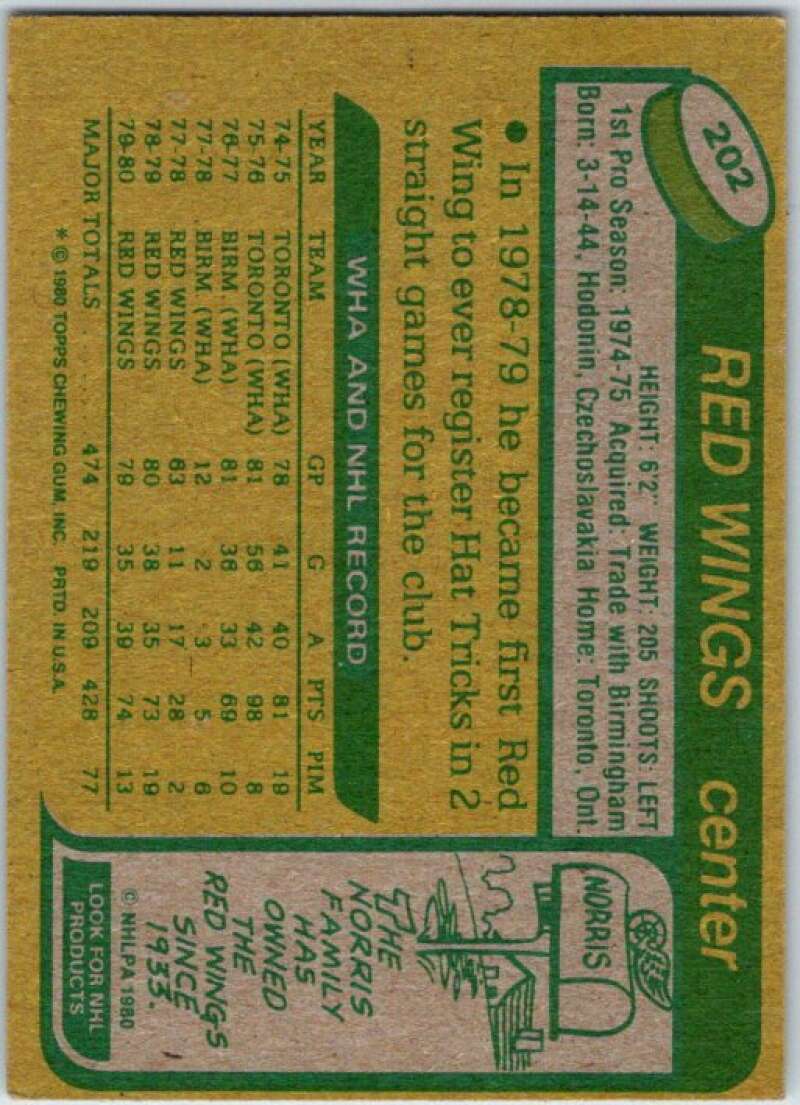 202
RED WINGS center
HEIGHT: 6'2" WEIGHT: 205 SHOOTS: LEFT
1st Pro Season: 1974-75 Acquired: Trade with Birmingham
Born: 3-14-44, Hodonin, Czechoslavakia Home: Toronto, Ont.
• In 1978-79 he became first Red
Wing to ever register Hat Tricks in 2
straight games for the club.
WHA AND NHL RECORD
YEAR TEAM GP G A PTS PIM
74-75 TORONTO (WHA) 78 41 40 81 19
75-76 TORONTO (WHA) 81 56 42 98 8
76-77 BIRM. (WHA) 81 36 33 69 10
77-78 BIRM. (WHA) 12 2 3 5 6
77-78 RED WINGS 63 11 17 28 2
78-79 RED WINGS 80 38 35 73 19
79-80 RED WINGS 79 35 39 74 13
MAJOR TOTALS . . . . . 474 219 209 428 77
* © 1980 TOPPS CHEWING GUM, INC. PRTD. IN U.S.A.
NORRIS
THE
NORRIS
FAMILY
HAS
OWNED
THE
RED WINGS
SINCE
1933.
© NHLPA 1980
LOOK FOR NHL
PRODUCTS